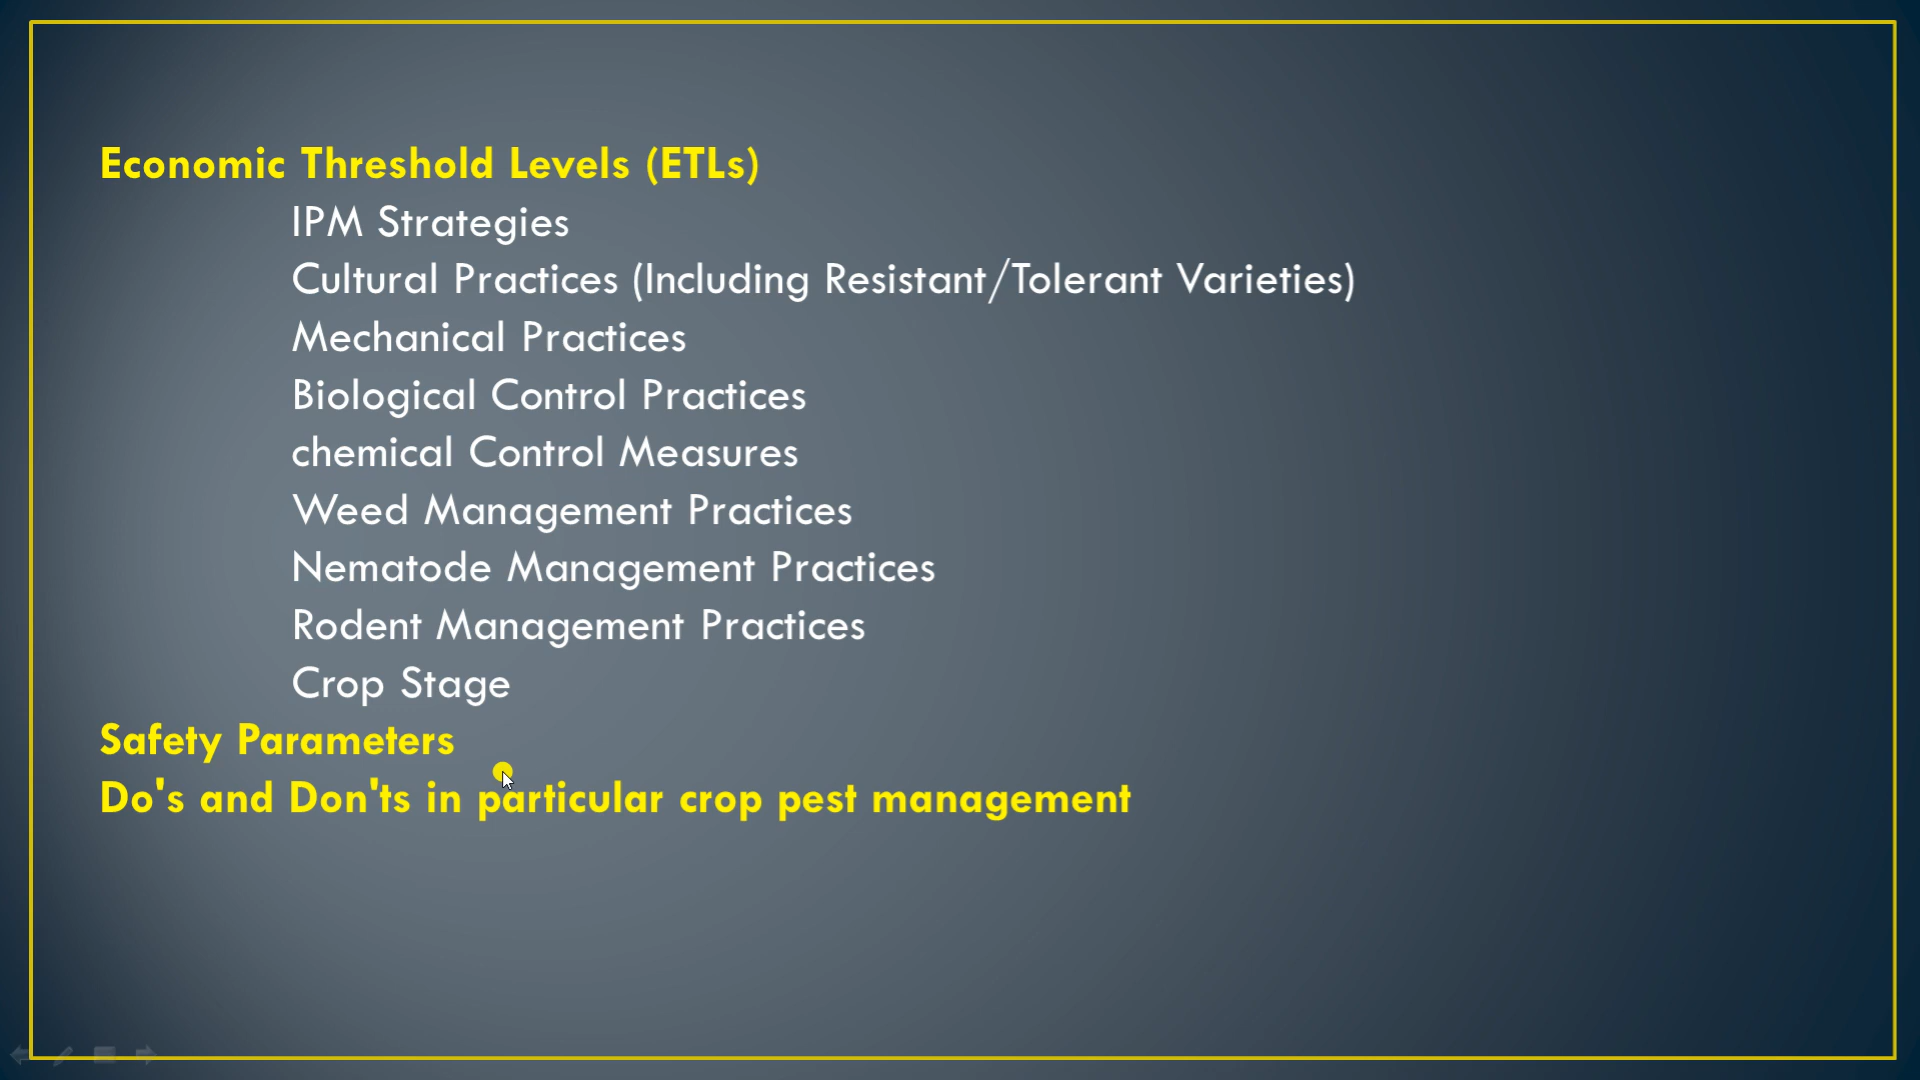 Economic Threshold Levels (ETLs)
IPM Strategies
Cultural Practices (Including Resistant/Tolerant Varieties)
Mechanical Practices
Biological Control Practices
chemical Control Measures
Weed Management Practices
Nematode Management Practices
Rodent Management Practices
Crop Stage
Safety Parameters
Do's and Don'ts in particular crop pest management